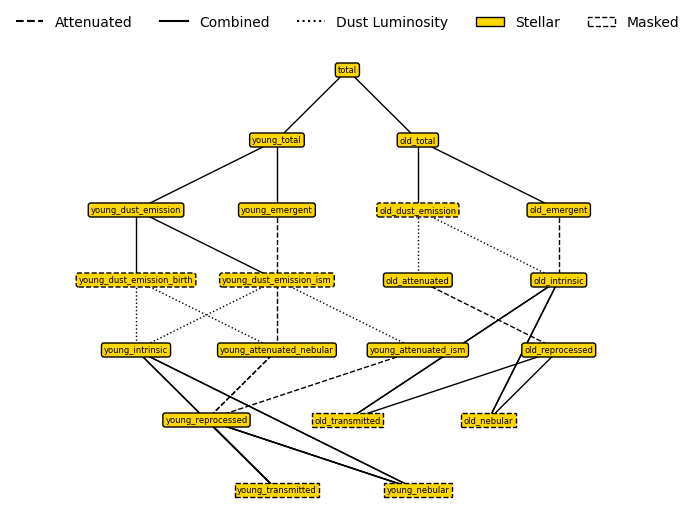 Attenuated Combined Dust Luminosity Stellar Masked
total
young_total old_total
young_dust_emission young_emergent old_dust_emission old_emergent
young_dust_emission_birth young_dust_emission_ism old_attenuated old_intrinsic
young_intrinsic young_attenuated_nebular young_attenuated_ism old_reprocessed
young_reprocessed old_transmitted old_nebular
young_transmitted young_nebular